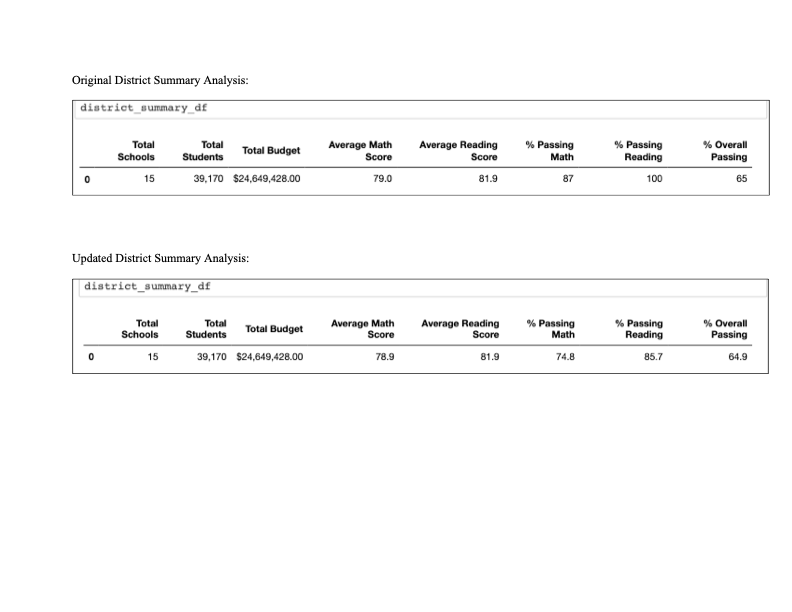 Original District Summary Analysis:
district_summary_df
Total Schools Total Students Total Budget Average Math Score Average Reading Score % Passing Math % Passing Reading % Overall Passing
0 15 39,170 $24,649,428.00 79.0 81.9 87 100 65
Updated District Summary Analysis:
district_summary_df
Total Schools Total Students Total Budget Average Math Score Average Reading Score % Passing Math % Passing Reading % Overall Passing
0 15 39,170 $24,649,428.00 78.9 81.9 74.8 85.7 64.9